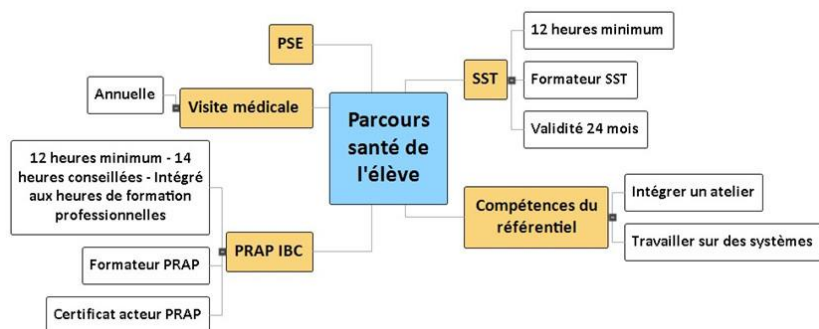 PSE
12 heures minimum
SST
Annuelle
Visite médicale
Formateur SST
Parcours
santé de
l'élève
Validité 24 mois
12 heures minimum - 14
heures conseillées - Intégré
aux heures de formation
professionnelles
Compétences du
référentiel
Intégrer un atelier
Travailler sur des systèmes
Formateur PRAP
PRAP IBC
Certificat acteur PRAP